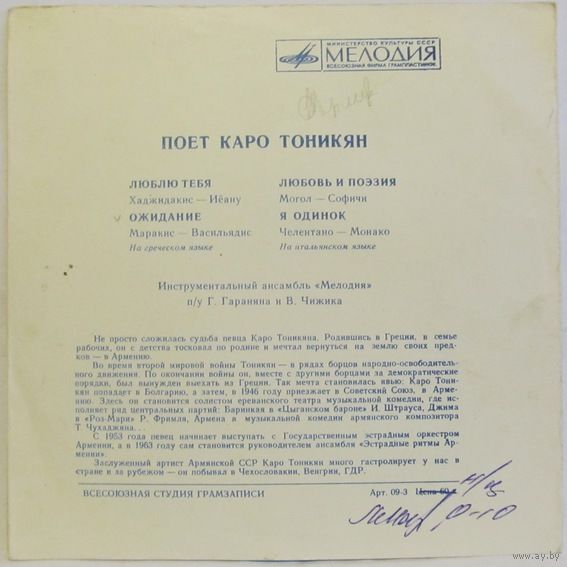 МИНИСТЕРСТВО КУЛЬТУРЫ СССР
МЕЛОДИЯ
ВСЕСОЮЗНАЯ ФИРМА ГРАМПЛАСТИНОК
ПОЕТ КАРО ТОНИКЯН
ЛЮБЛЮ ТЕБЯ
Хаджидакис — Иёану
ОЖИДАНИЕ
Маракис — Васильядис
На греческом языке
ЛЮБОВЬ И ПОЭЗИЯ
Могол — Софичи
Я ОДИНОК
Челентано — Монако
На итальянском языке
Инструментальный ансамбль «Мелодия»
п/у Г. Гараняна и В. Чижика
Не просто сложилась судьба певца Каро Тоникяна. Родившись в Греции, в семье
рабочих, он с детства тосковал по родине и мечтал вернуться на землю своих пред-
ков — в Армению.
Во время второй мировой войны Тоникян — в рядах борцов народно-освободитель-
ного движения. По окончании войны он, вместе с другими борцами за демократические
порядки, был вынужден выехать из Греции. Так мечта становилась явью: Каро Тони-
кян попадает в Болгарию, а затем, в 1946 году приезжает в Советский Союз, в Арме-
нию. Здесь он становится солистом ереванского театра музыкальной комедии, где ис-
полняет ряд центральных партий: Баринкая в «Цыганском бароне» И. Штрауса, Джима
в «Роз-Мари» Р. Фримля, Армена в музыкальной комедии армянского композитора
Т. Чухаджяна...
С 1953 года певец начинает выступать с Государственным эстрадным оркестром
Армении, а в 1963 году сам становится руководителем ансамбля «Эстрадные ритмы Ар-
мении».
Заслуженный артист Армянской ССР Каро Тоникян много гастролирует у нас в
стране и за рубежом — он побывал в Чехословакии, Венгрии, ГДР.
ВСЕСОЮЗНАЯ СТУДИЯ ГРАМЗАПИСИ
Арт. 09-3 Цена 60 к.
0-10
www.ay.by